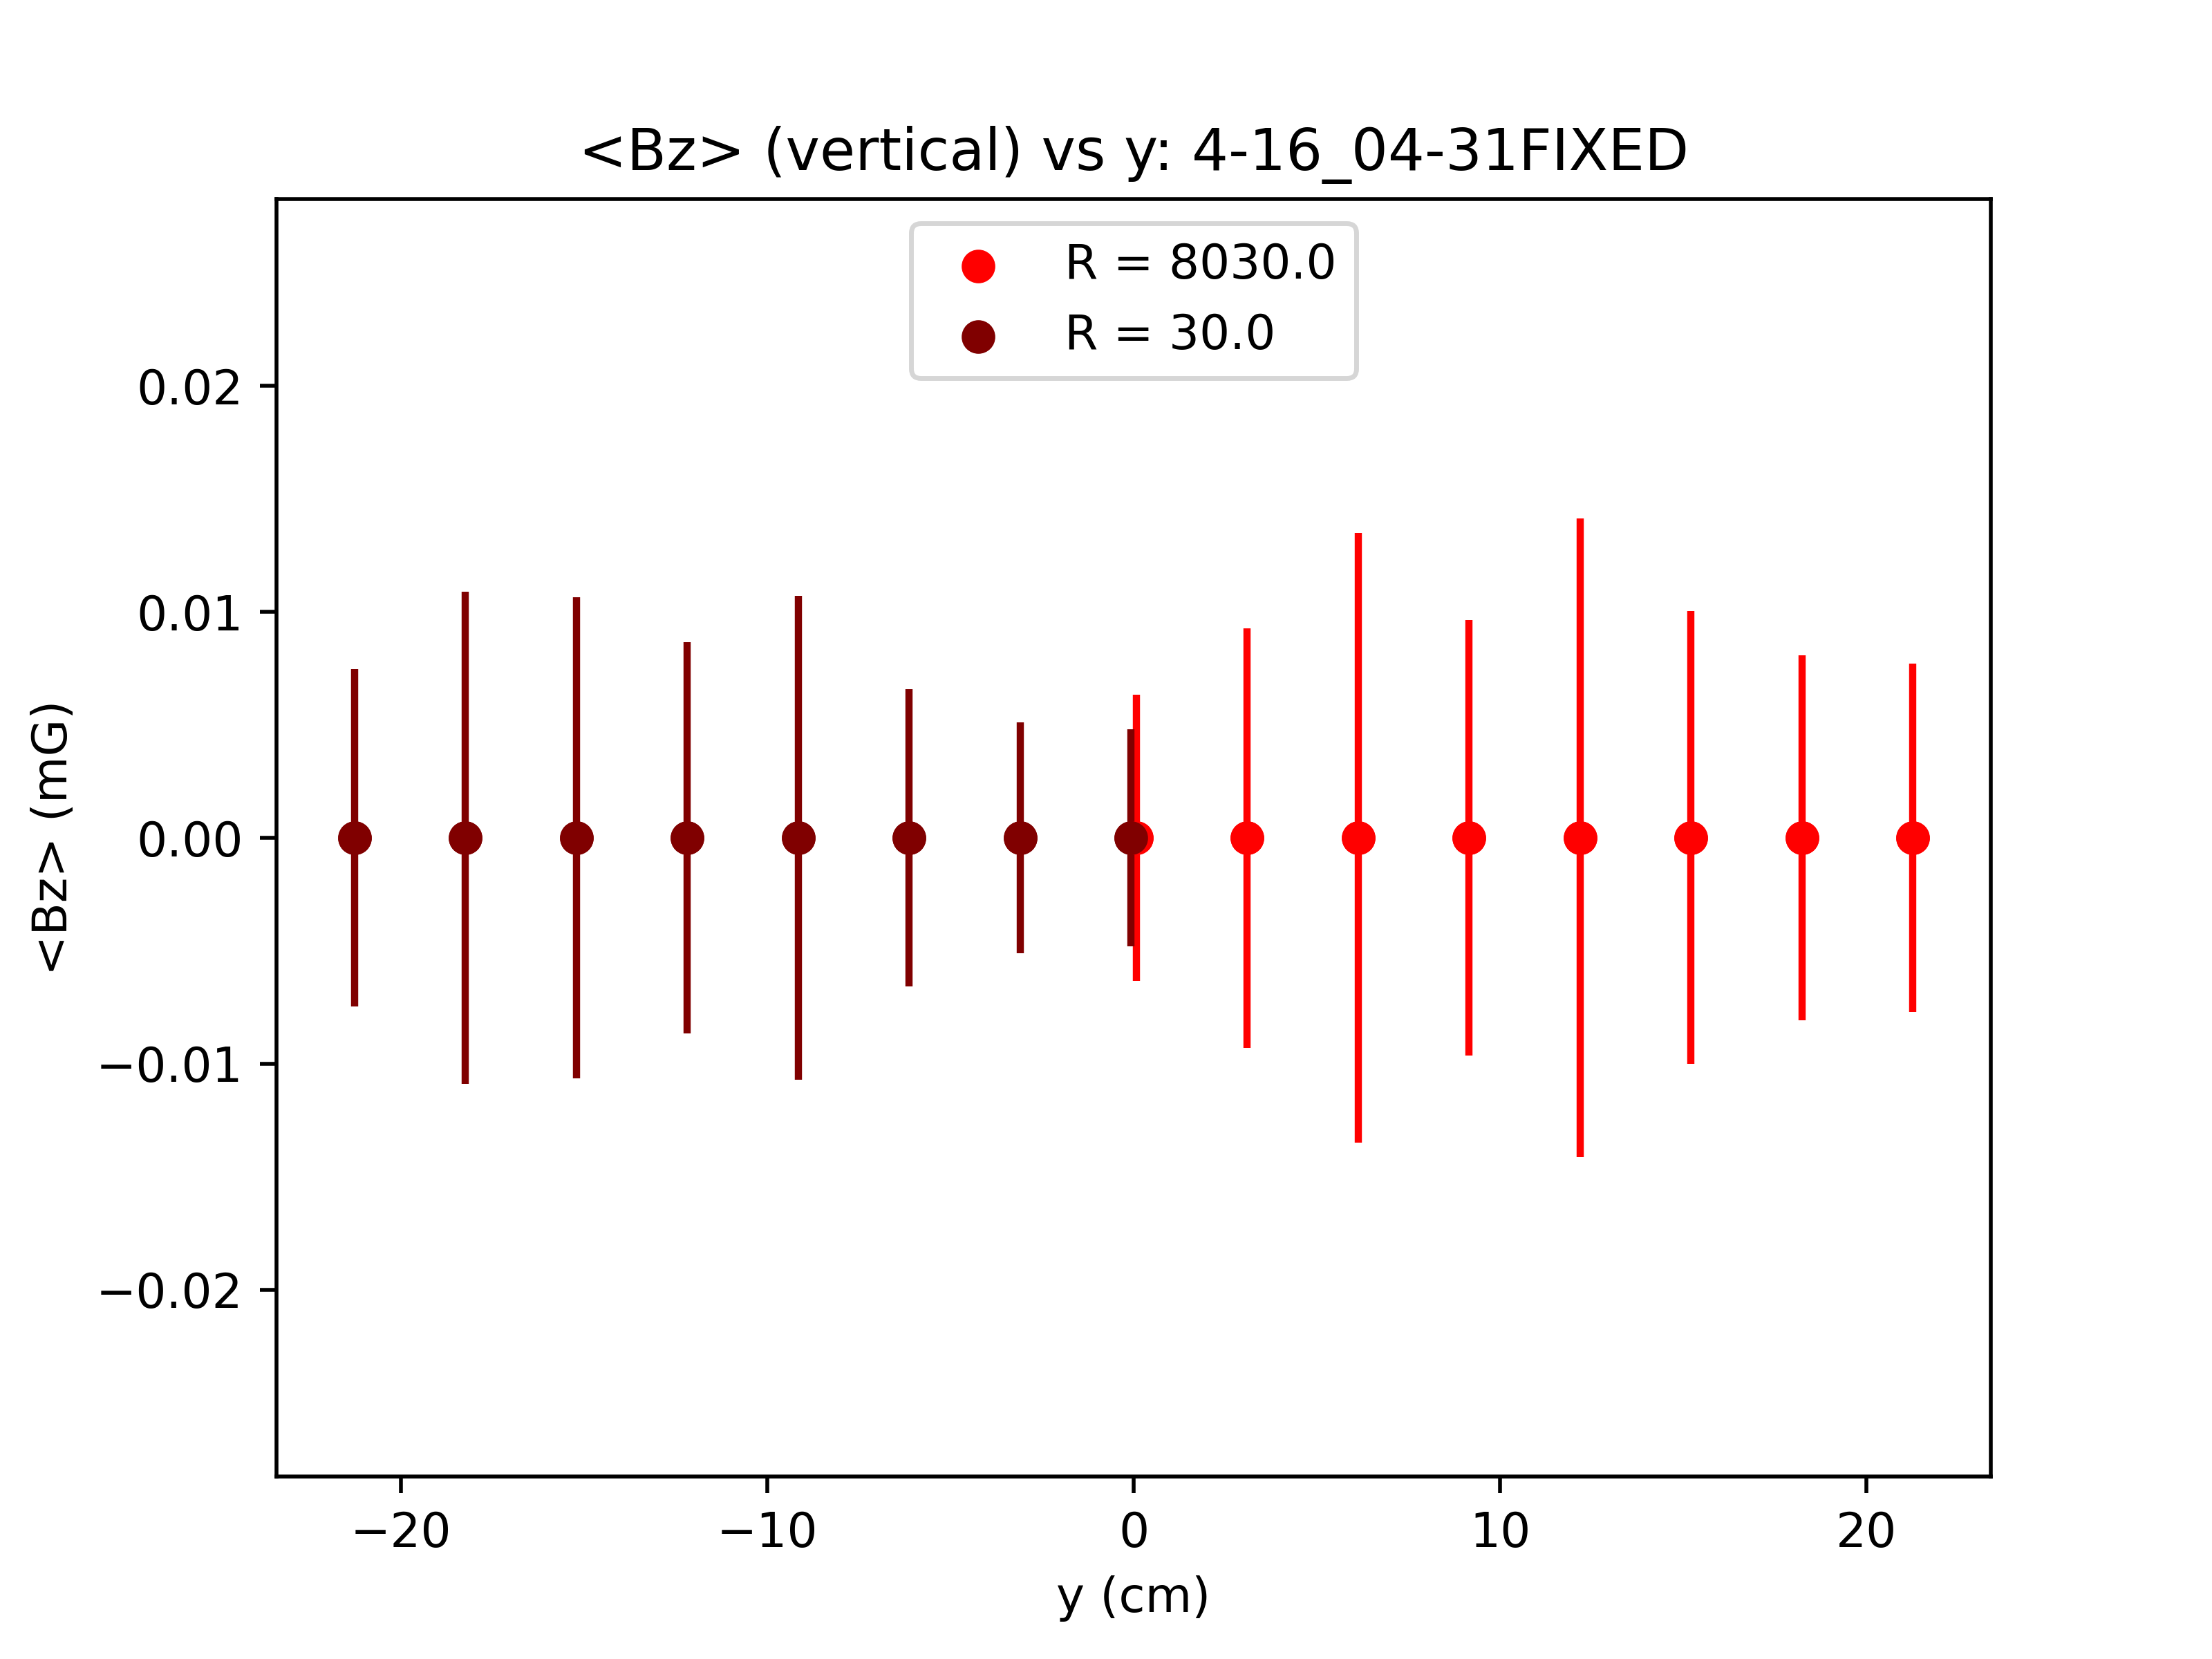 <Bz> (vertical) vs y: 4-16_04-31FIXED
R = 8030.0
R = 30.0
0.02
0.01
0.00
−0.01
−0.02
<Bz> (mG)
−20
−10
0
10
20
y (cm)